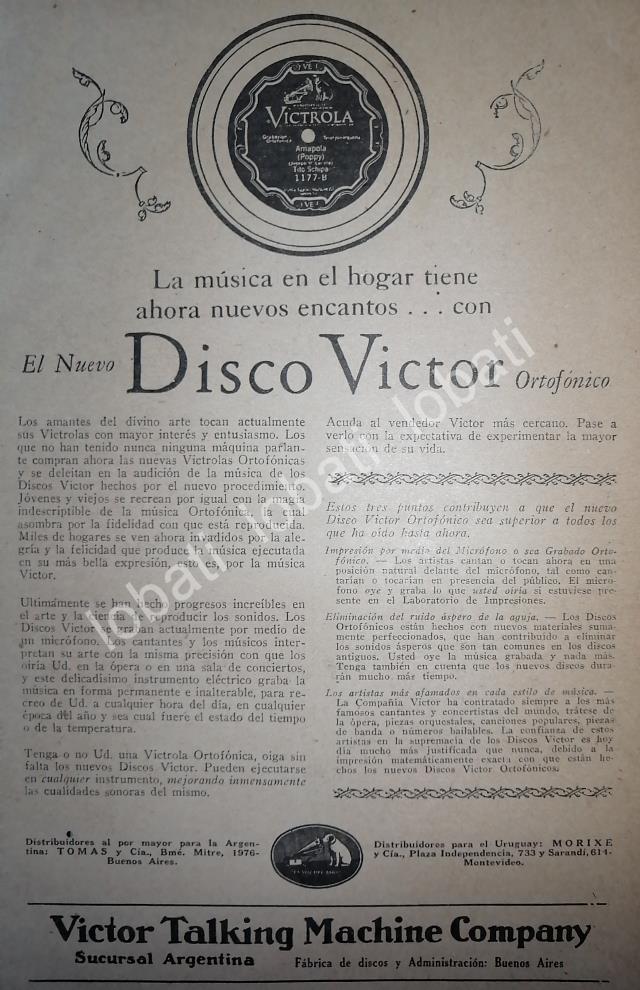 VE
VICTROLA
Amapola
(Poppy)
Tito Schipa
1177-B
VE
La música en el hogar tiene
ahora nuevos encantos . . . con
El Nuevo Disco Victor Ortofónico
Los amantes del divino arte tocan actualmente
sus Victrolas con mayor interés y entusiasmo. Los
que no han tenido nunca ninguna máquina parlan-
te compran ahora las nuevas Victrolas Ortofónicas
y se deleitan en la audición de la música de los
Discos Victor hechos por el nuevo procedimiento.
Jóvenes y viejos se recrean por igual con la magia
indescriptible de la música Ortofónica, la cual
asombra por la fidelidad con que está reproducida.
Miles de hogares se ven ahora invadidos por la ale-
gría y la felicidad que produce la música ejecutada
en su más bella expresión, esto es, por la música
Victor.
Ultimamente se han hecho progresos increíbles en
el arte y la ciencia de reproducir los sonidos. Los
Discos Victor se graban actualmente por medio de
un micrófono. Los cantantes y los músicos inter-
pretan su arte con la misma precisión con que los
oiría Ud. en la ópera o en una sala de conciertos,
y este delicadísimo instrumento eléctrico graba la
música en forma permanente e inalterable, para re-
creo de Ud. a cualquier hora del día, en cualquier
época del año y sea cual fuere el estado del tiempo
o de la temperatura.
Tenga o no Ud. una Victrola Ortofónica, oiga sin
falta los nuevos Discos Victor. Pueden ejecutarse
en cualquier instrumento, mejorando inmensamente
las cualidades sonoras del mismo.
Acuda al vendedor Victor más cercano. Pase a
verlo con la expectativa de experimentar la mayor
sensación de su vida.
Estos tres puntos contribuyen a que el nuevo
Disco Victor Ortofónico sea superior a todos los
que ha oído hasta ahora.
Impresión por medio del Micrófono o sea Grabado Orto-
fónico. — Los artistas cantan o tocan ahora en una
posición natural delante del micrófono, tal como can-
tarían o tocarían en presencia del público. El micró-
fono oye y graba lo que usted oiría si estuviese pre-
sente en el Laboratorio de Impresiones.
Eliminación del ruido áspero de la aguja. — Los Discos
Ortofónicos están hechos con nuevos materiales suma-
mente perfeccionados, que han contribuido a eliminar
los sonidos ásperos que son tan comunes en los discos
antiguos. Usted oye la música grabada y nada más.
Tenga también en cuenta que los nuevos discos dura-
rán mucho más tiempo.
Los artistas más afamados en cada estilo de música. —
La Compañía Victor ha contratado siempre a los más
famosos cantantes y concertistas del mundo, trátese de
la ópera, piezas orquestales, canciones populares, piezas
de banda o números bailables. La confianza de estos
artistas en la supremacía de los Discos Victor es hoy
día mucho más justificada que nunca, debido a la
impresión matemáticamente exacta con que están he-
chos los nuevos Discos Victor Ortofónicos.
Distribuidores al por mayor para la Argen-
tina: TOMAS y Cía., Bmé. Mitre, 1976-
Buenos Aires.
"LA VOZ DEL AMO"
Distribuidores para el Uruguay: MORIXE
y Cía., Plaza Independencia, 733 y Sarandí, 614-
Montevideo.
Victor Talking Machine Company
Sucursal Argentina Fábrica de discos y Administración: Buenos Aires
lobati lobati lobati lobati